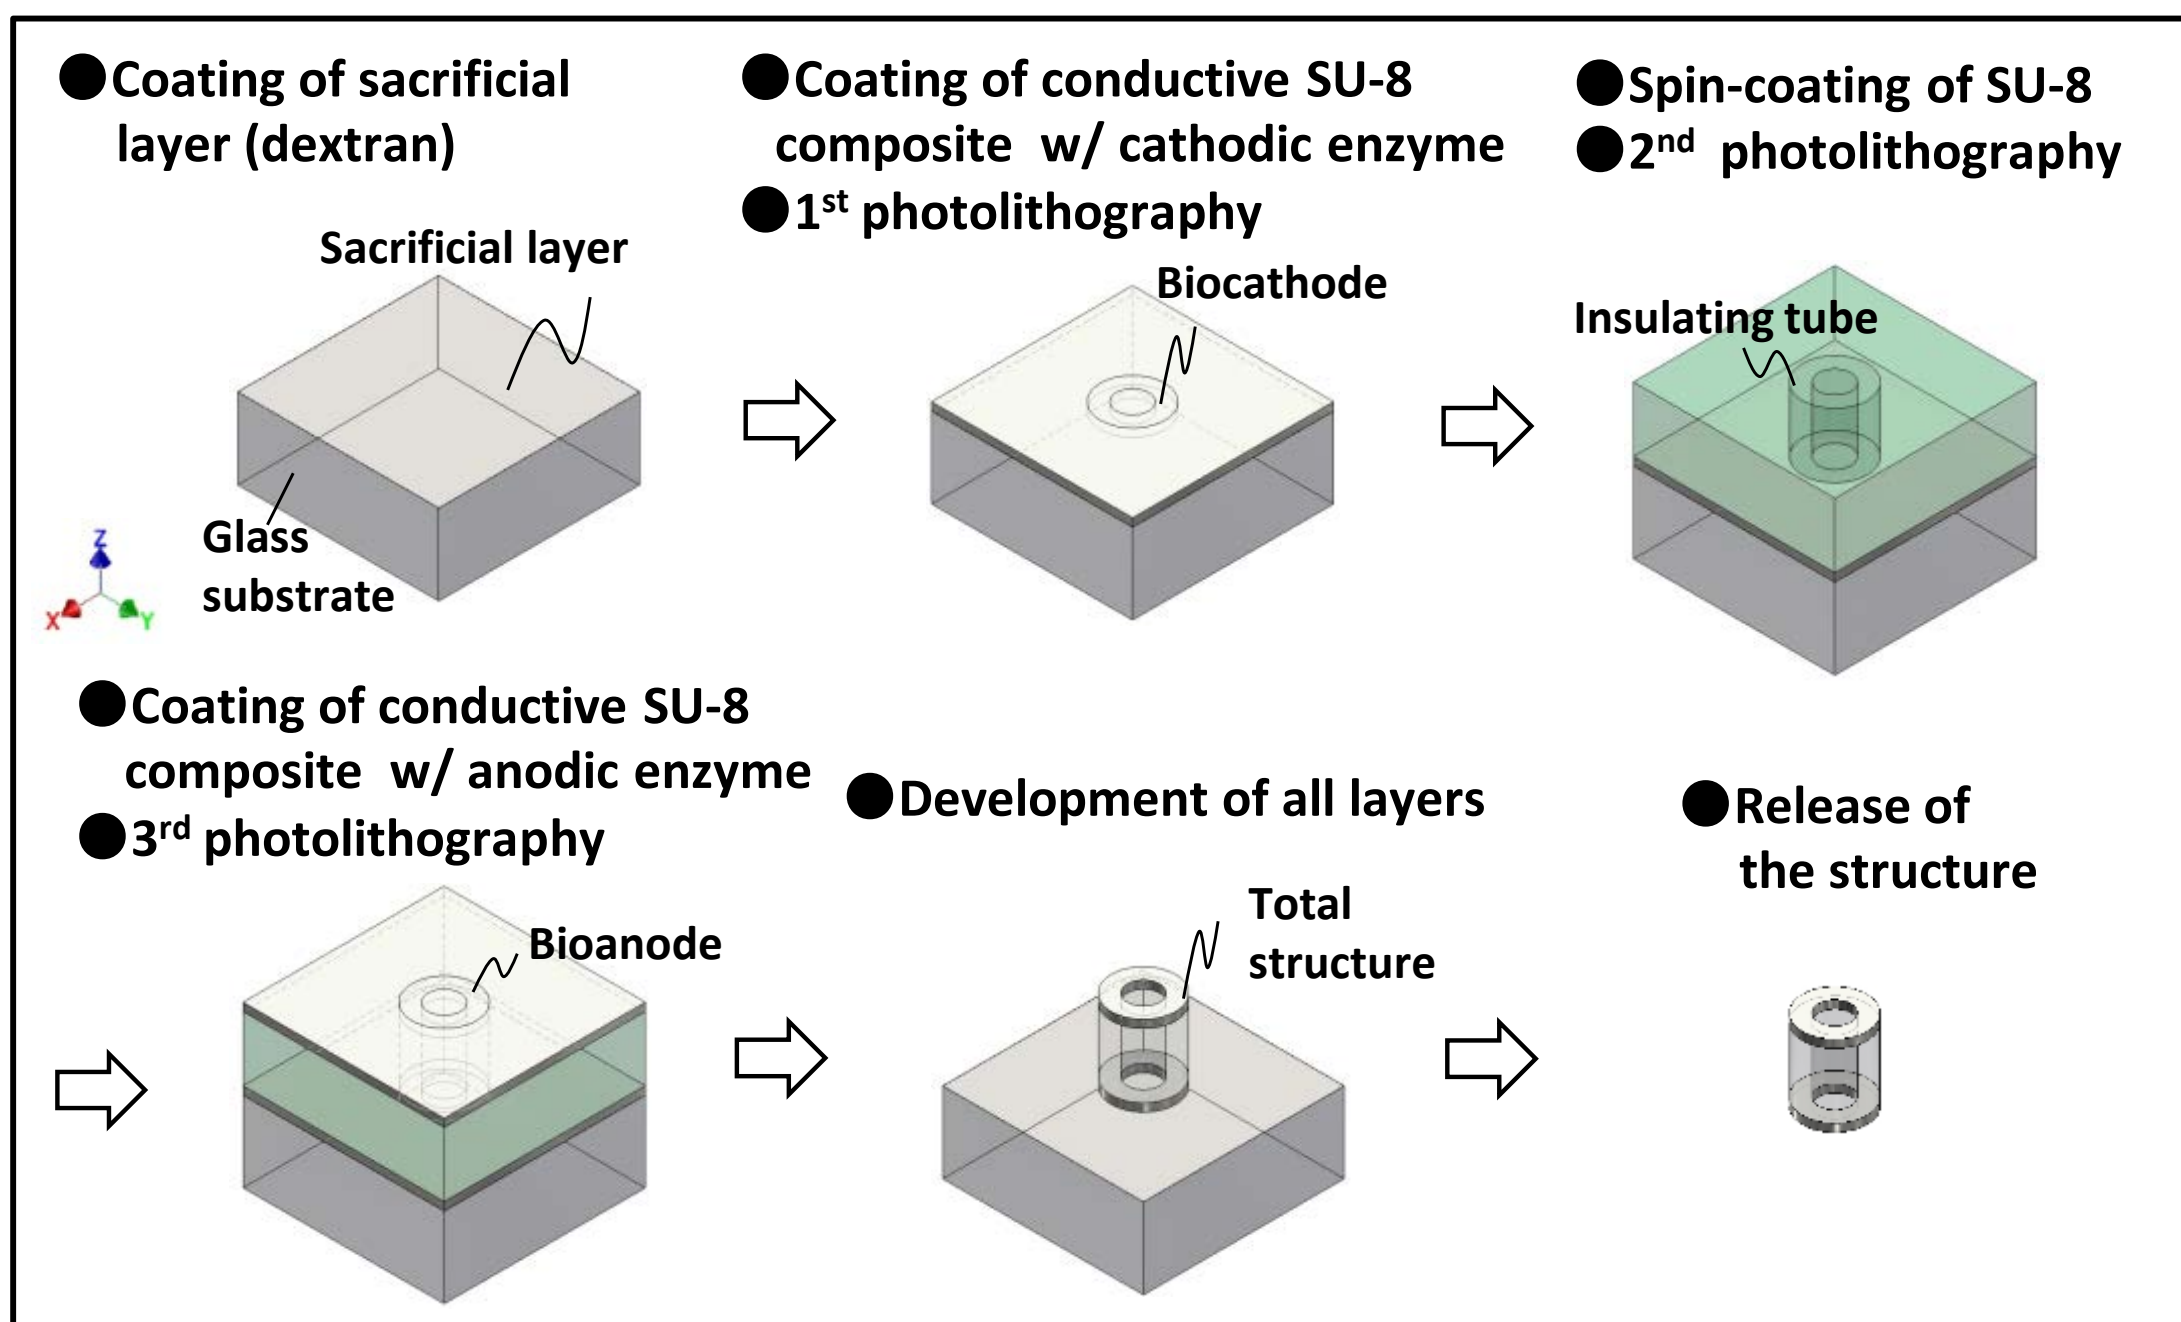 ●Coating of sacrificial
layer (dextran)
Sacrificial layer
Glass
substrate
Z
X
Y
●Coating of conductive SU-8
composite w/ cathodic enzyme
●1st photolithography
Biocathode
●Spin-coating of SU-8
●2nd photolithography
Insulating tube
●Coating of conductive SU-8
composite w/ anodic enzyme
●3rd photolithography
Bioanode
●Development of all layers
Total
structure
●Release of
the structure